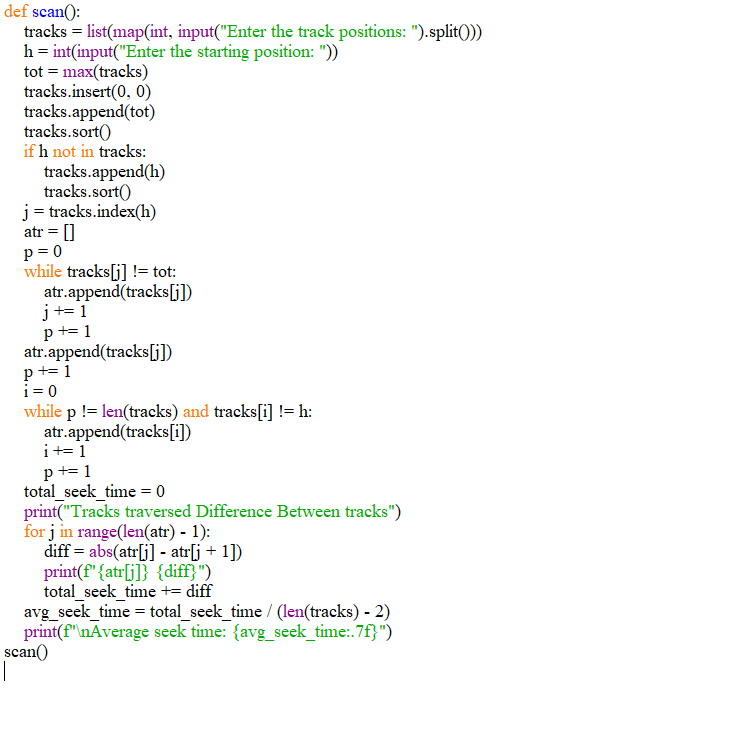 def scan():
    tracks = list(map(int, input("Enter the track positions: ").split()))
    h = int(input("Enter the starting position: "))
    tot = max(tracks)
    tracks.insert(0, 0)
    tracks.append(tot)
    tracks.sort()
    if h not in tracks:
        tracks.append(h)
        tracks.sort()
    j = tracks.index(h)
    atr = []
    p = 0
    while tracks[j] != tot:
        atr.append(tracks[j])
        j += 1
        p += 1
    atr.append(tracks[j])
    p += 1
    i = 0
    while p != len(tracks) and tracks[i] != h:
        atr.append(tracks[i])
        i += 1
        p += 1
    total_seek_time = 0
    print("Tracks traversed Difference Between tracks")
    for j in range(len(atr) - 1):
        diff = abs(atr[j] - atr[j + 1])
        print(f"{atr[j]} {diff}")
        total_seek_time += diff
    avg_seek_time = total_seek_time / (len(tracks) - 2)
    print(f"\nAverage seek time: {avg_seek_time:.7f}")
scan()